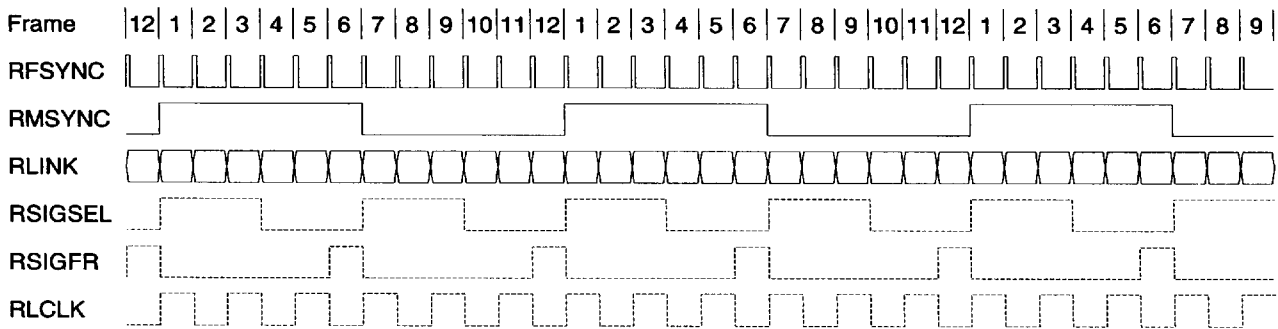 Frame 12 1 2 3 4 5 6 7 8 9 10 11 12 1 2 3 4 5 6 7 8 9 10 11 12 1 2 3 4 5 6 7 8 9
RFSYNC
RMSYNC
RLINK
RSIGSEL
RSIGFR
RLCLK